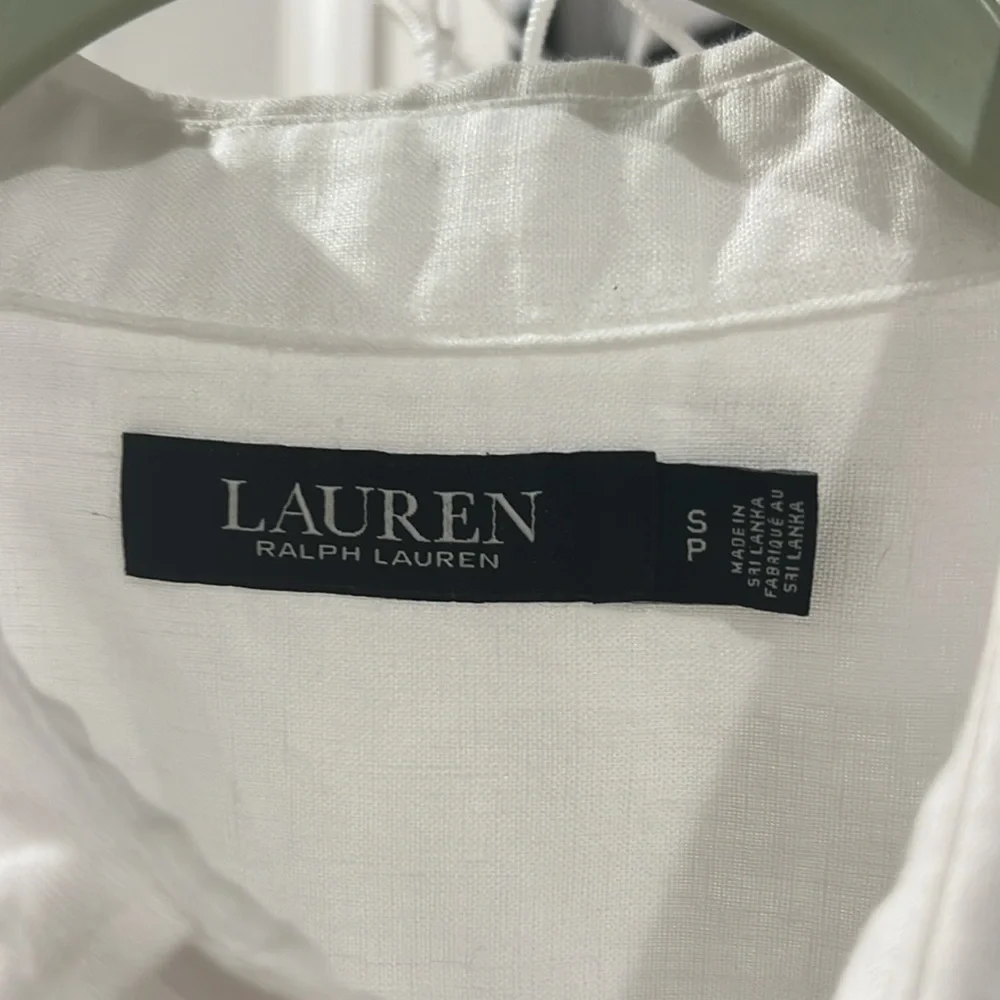 LAUREN
RALPH LAUREN
S
P
MADE IN
SRI LANKA
FABRIQUÉ AU
SRI LANKA